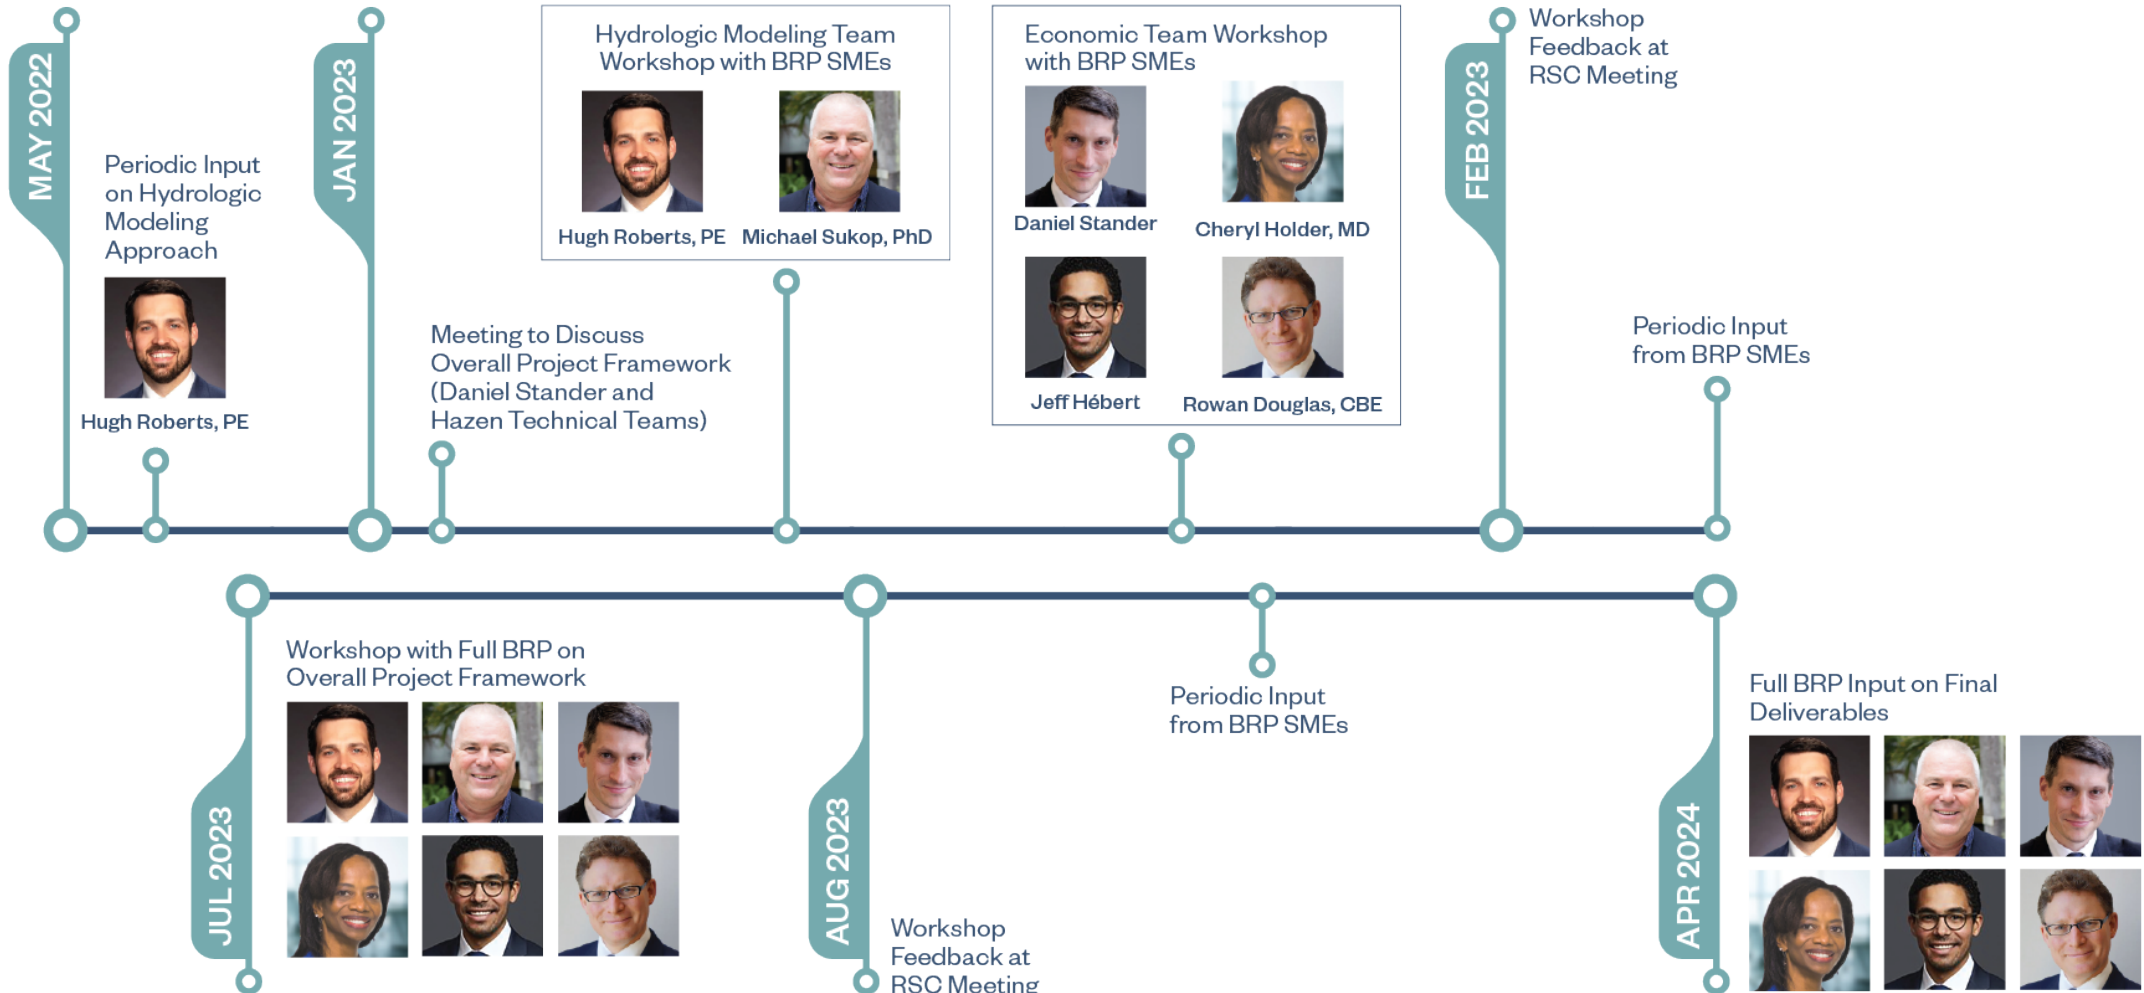 MAY 2022
Periodic Input
on Hydrologic
Modeling
Approach
Hugh Roberts, PE
JAN 2023
Meeting to Discuss
Overall Project Framework
(Daniel Stander and
Hazen Technical Teams)
Hydrologic Modeling Team
Workshop with BRP SMEs
Hugh Roberts, PE
Michael Sukop, PhD
Economic Team Workshop
with BRP SMEs
Daniel Stander
Cheryl Holder, MD
Jeff Hébert
Rowan Douglas, CBE
FEB 2023
Workshop
Feedback at
RSC Meeting
Periodic Input
from BRP SMEs
JUL 2023
Workshop with Full BRP on
Overall Project Framework
AUG 2023
Workshop
Feedback at
RSC Meeting
Periodic Input
from BRP SMEs
APR 2024
Full BRP Input on Final
Deliverables